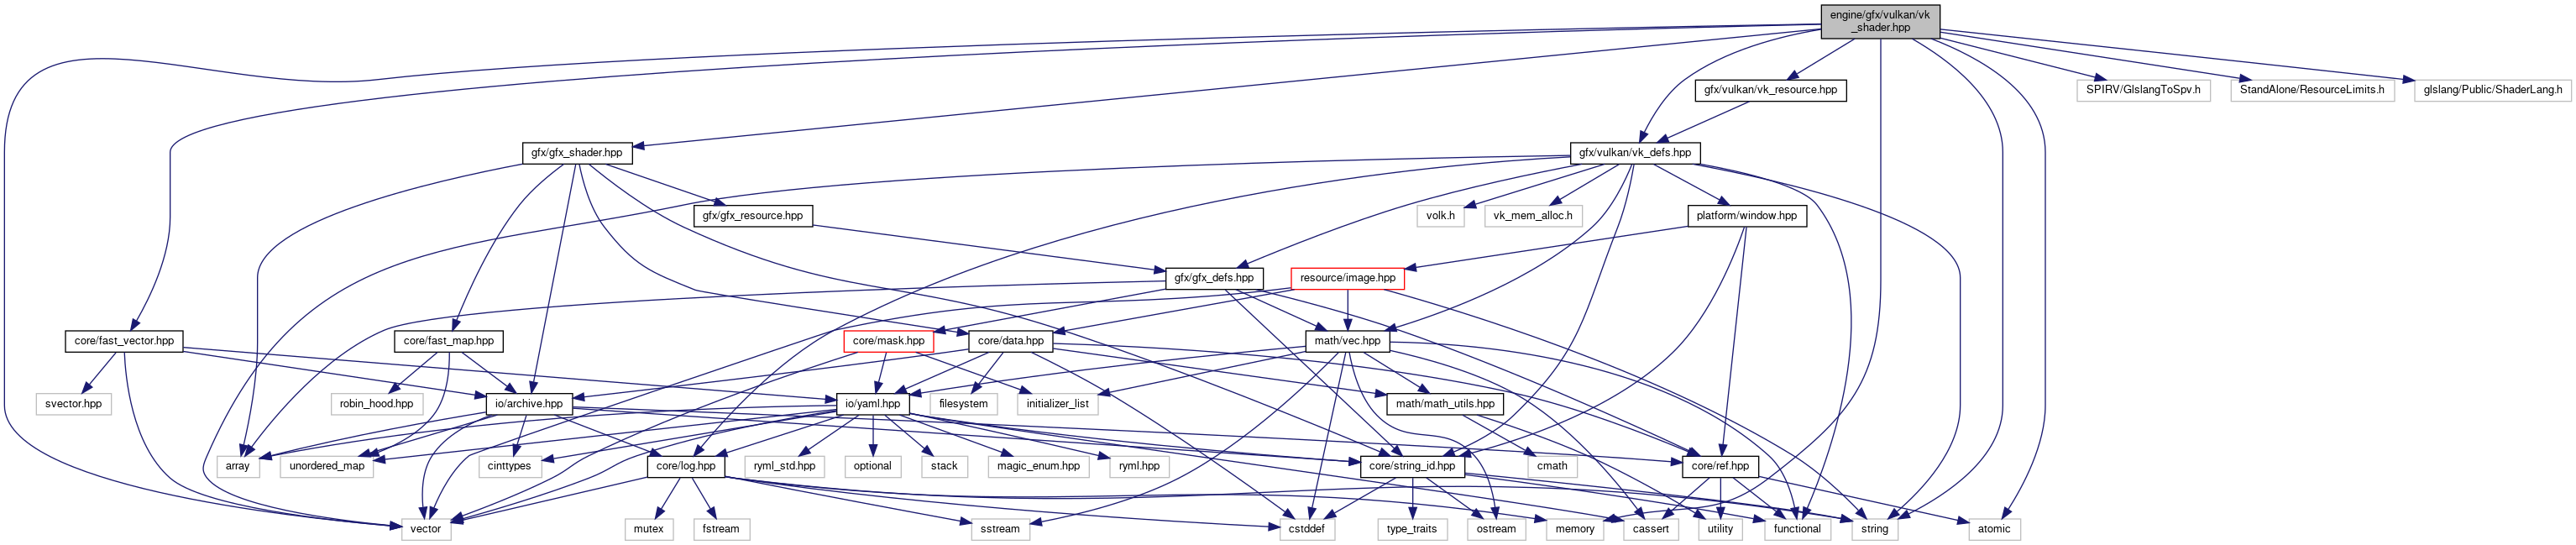 engine/gfx/vulkan/vk
_shader.hpp
gfx/vulkan/vk_resource.hpp
SPIRV/GlslangToSpv.h
StandAlone/ResourceLimits.h
glslang/Public/ShaderLang.h
gfx/gfx_shader.hpp
gfx/vulkan/vk_defs.hpp
gfx/gfx_resource.hpp
volk.h
vk_mem_alloc.h
platform/window.hpp
gfx/gfx_defs.hpp
resource/image.hpp
core/fast_vector.hpp
core/fast_map.hpp
core/mask.hpp
core/data.hpp
math/vec.hpp
svector.hpp
robin_hood.hpp
io/archive.hpp
io/yaml.hpp
filesystem
initializer_list
math/math_utils.hpp
array
unordered_map
cinttypes
core/log.hpp
ryml_std.hpp
optional
stack
magic_enum.hpp
ryml.hpp
core/string_id.hpp
cmath
core/ref.hpp
vector
mutex
fstream
sstream
cstddef
type_traits
ostream
memory
cassert
utility
functional
string
atomic